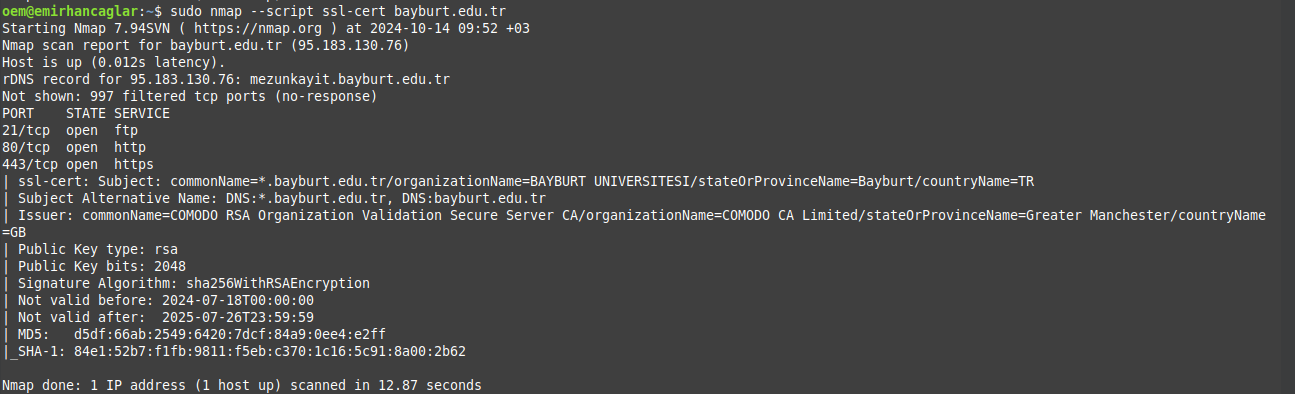 oem@emirhancaglar:~$ sudo nmap --script ssl-cert bayburt.edu.tr
Starting Nmap 7.94SVN ( https://nmap.org ) at 2024-10-14 09:52 +03
Nmap scan report for bayburt.edu.tr (95.183.130.76)
Host is up (0.012s latency).
rDNS record for 95.183.130.76: mezunkayit.bayburt.edu.tr
Not shown: 997 filtered tcp ports (no-response)
PORT    STATE SERVICE
21/tcp  open  ftp
80/tcp  open  http
443/tcp open  https
| ssl-cert: Subject: commonName=*.bayburt.edu.tr/organizationName=BAYBURT UNIVERSITESI/stateOrProvinceName=Bayburt/countryName=TR
| Subject Alternative Name: DNS:*.bayburt.edu.tr, DNS:bayburt.edu.tr
| Issuer: commonName=COMODO RSA Organization Validation Secure Server CA/organizationName=COMODO CA Limited/stateOrProvinceName=Greater Manchester/countryName
=GB
| Public Key type: rsa
| Public Key bits: 2048
| Signature Algorithm: sha256WithRSAEncryption
| Not valid before: 2024-07-18T00:00:00
| Not valid after:  2025-07-26T23:59:59
| MD5:   d5df:66ab:2549:6420:7dcf:84a9:0ee4:e2ff
|_SHA-1: 84e1:52b7:f1fb:9811:f5eb:c370:1c16:5c91:8a00:2b62
Nmap done: 1 IP address (1 host up) scanned in 12.87 seconds